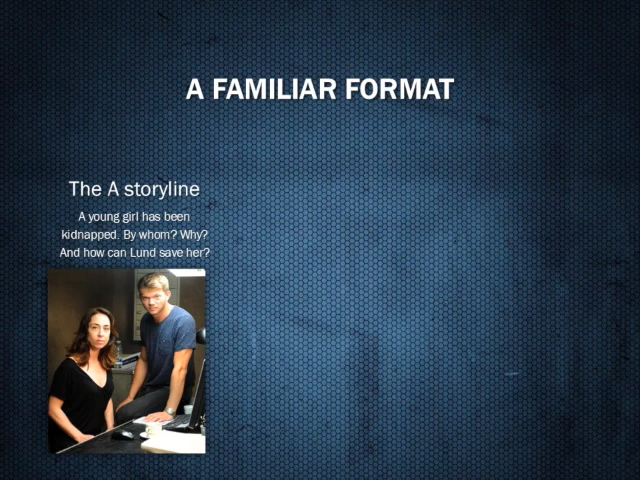 A FAMILIAR FORMAT
The A storyline
A young girl has been
kidnapped. By whom? Why?
And how can Lund save her?